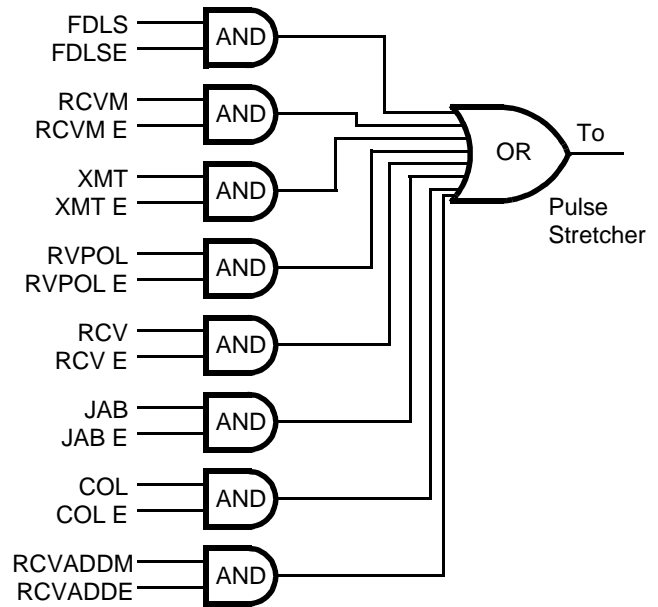 FDLS
FDLSE
AND
RCVM
RCVM E
AND
XMT
XMT E
AND
RVPOL
RVPOL E
AND
RCV
RCV E
AND
JAB
JAB E
AND
COL
COL E
AND
RCVADDM
RCVADDE
AND
OR
To
Pulse
Stretcher